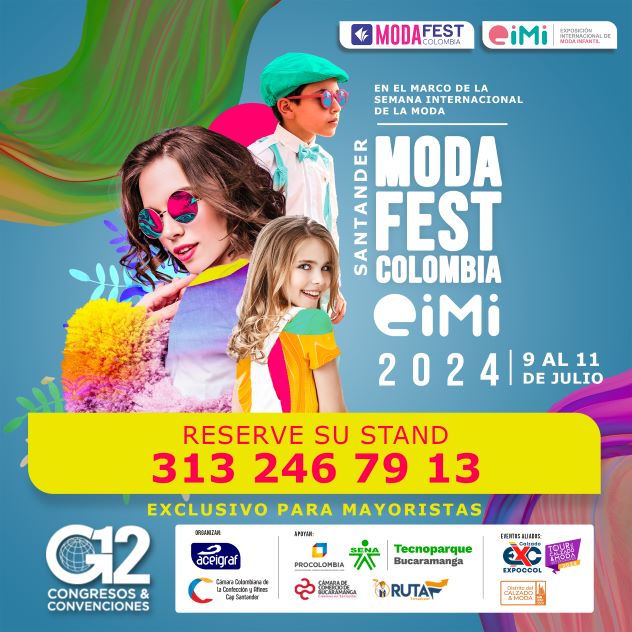 MODAFEST
COLOMBIA
eimi
EXPOSICIÓN
INTERNACIONAL DE
MODA INFANTIL
EN EL MARCO DE LA
SEMANA INTERNACIONAL
DE LA MODA
SANTANDER
MODA
FEST
COLOMBIA
eimi
2024
9 AL 11
DE JULIO
RESERVE SU STAND
313 246 79 13
EXCLUSIVO PARA MAYORISTAS
G12
CONGRESOS &
CONVENCIONES
ORGANIZAN:
aceigraf
Cámara Colombiana de
la Confección y Afines
Cap Santander
APOYAN:
PROCOLOMBIA
SENA
Tecnoparque
Bucaramanga
CÁMARA DE
COMERCIO DE
BUCARAMANGA
RUTA
EVENTOS ALIADOS:
Calzado
EXC
EXPOCCOL
TOUR
Distrito del
CALZADO
& MODA